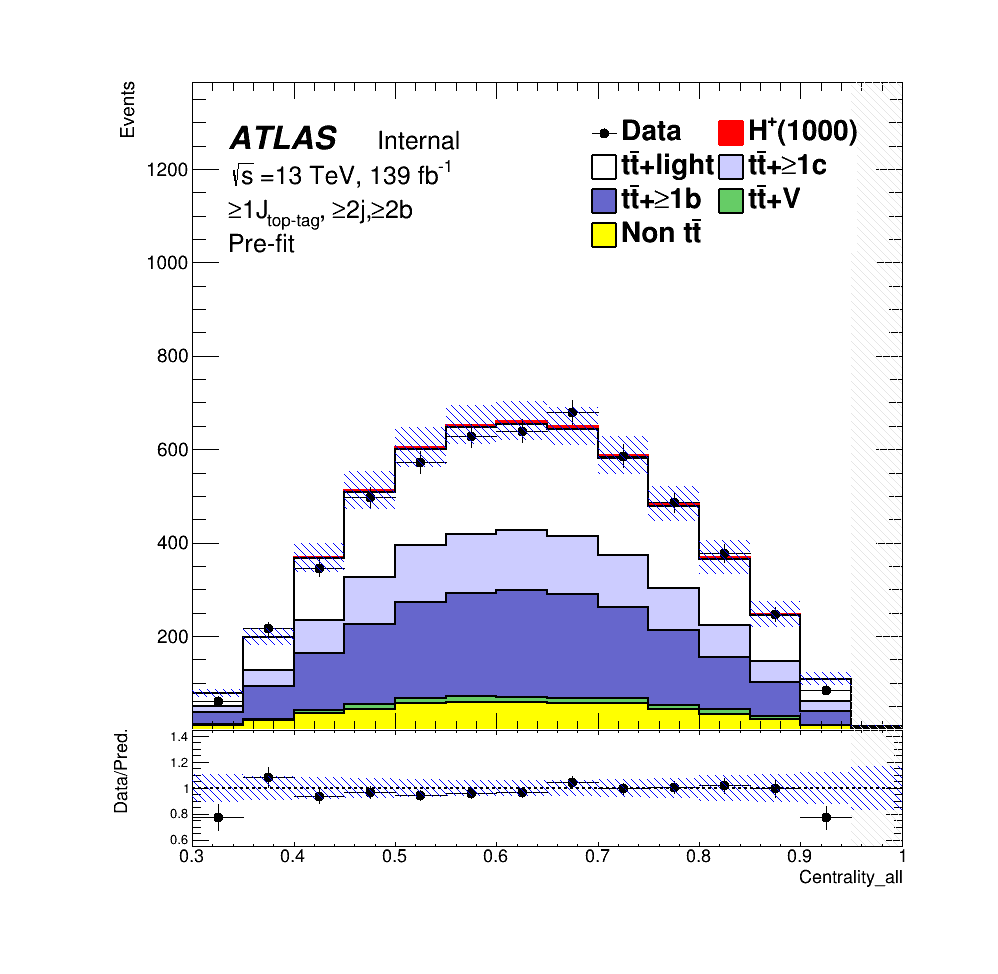 Events
ATLAS Internal
√s =13 TeV, 139 fb⁻¹
≥1J_top-tag, ≥2j,≥2b
Pre-fit
Data H⁺(1000)
tt̄+light tt̄+≥1c
tt̄+≥1b tt̄+V
Non tt̄
1200
1000
800
600
400
200
Data/Pred.
1.4
1.2
1
0.8
0.6
0.3 0.4 0.5 0.6 0.7 0.8 0.9 1
Centrality_all